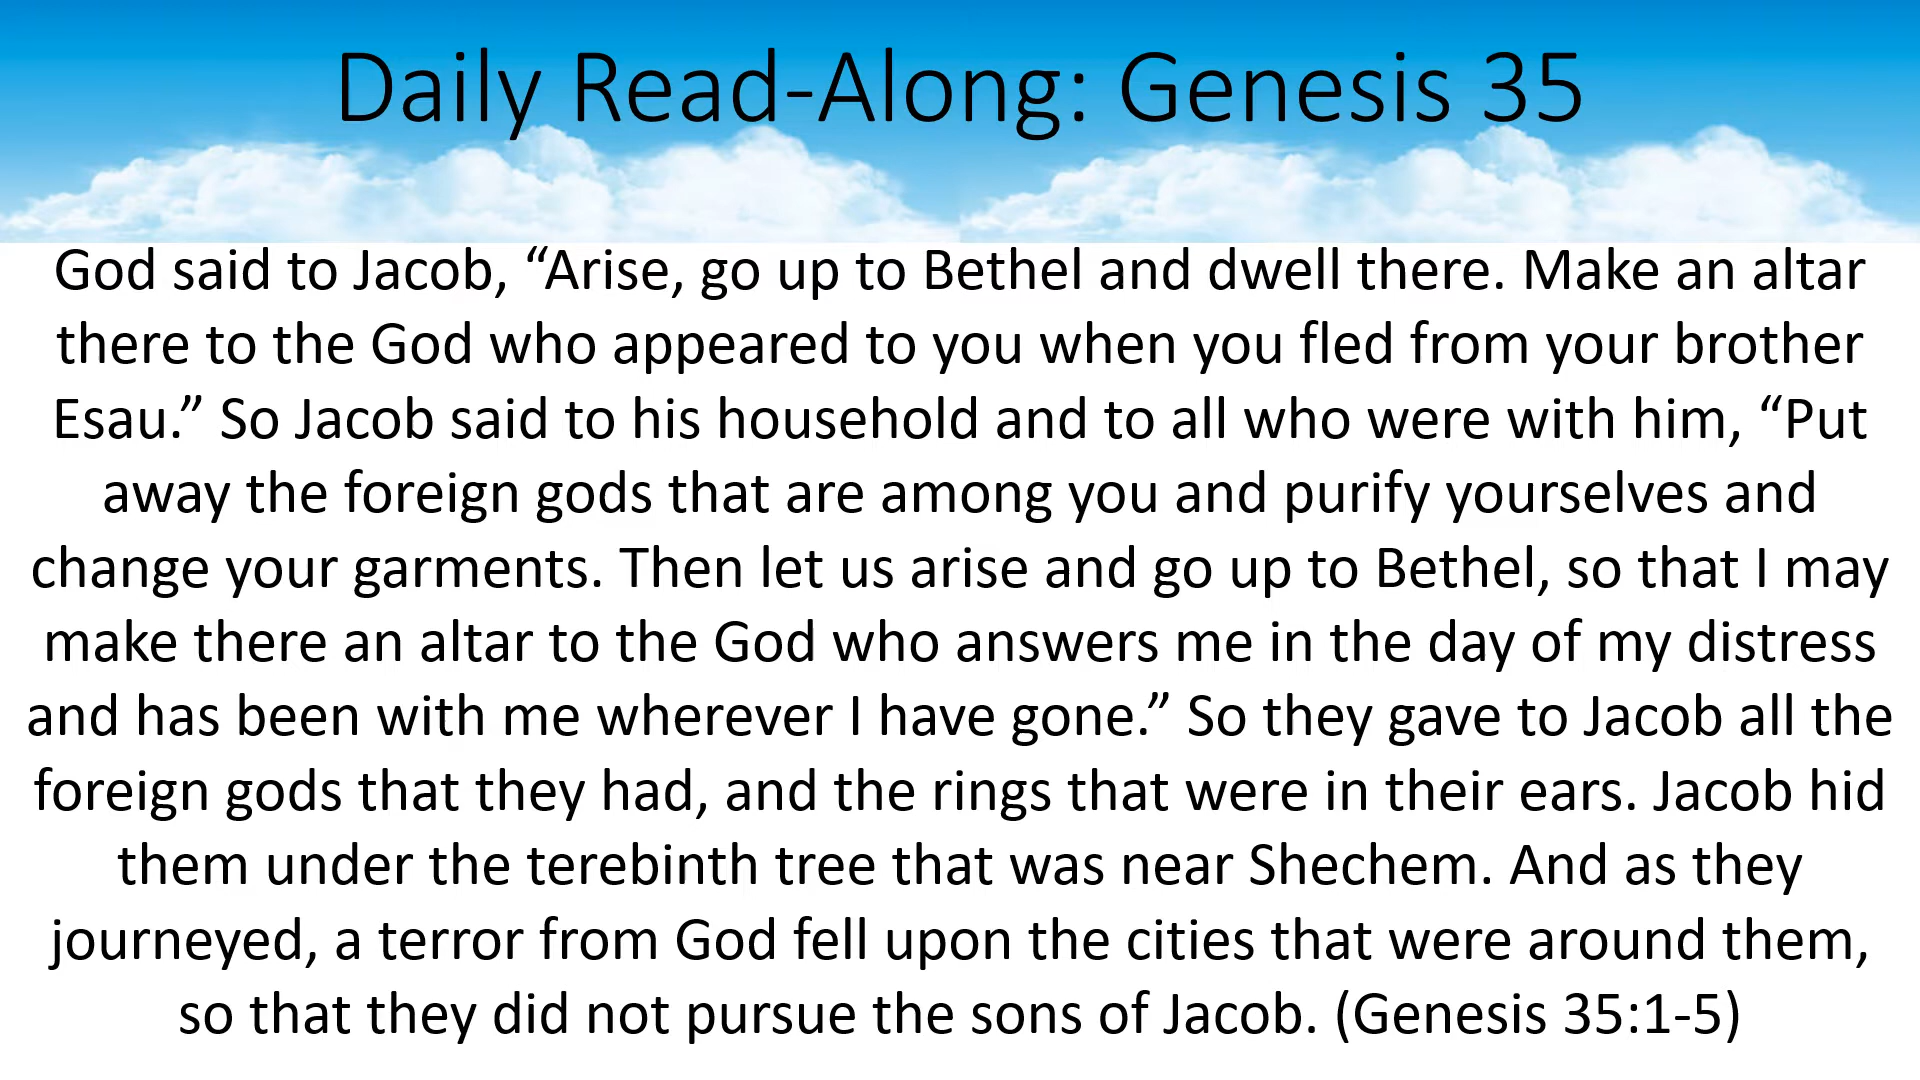 Daily Read-Along: Genesis 35
God said to Jacob, “Arise, go up to Bethel and dwell there. Make an altar
there to the God who appeared to you when you fled from your brother
Esau.” So Jacob said to his household and to all who were with him, “Put
away the foreign gods that are among you and purify yourselves and
change your garments. Then let us arise and go up to Bethel, so that I may
make there an altar to the God who answers me in the day of my distress
and has been with me wherever I have gone.” So they gave to Jacob all the
foreign gods that they had, and the rings that were in their ears. Jacob hid
them under the terebinth tree that was near Shechem. And as they
journeyed, a terror from God fell upon the cities that were around them,
so that they did not pursue the sons of Jacob. (Genesis 35:1-5)